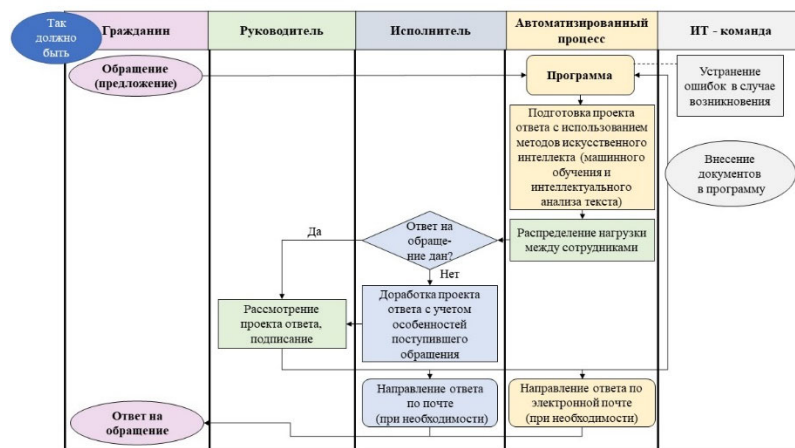 Так
должно
быть
Гражданин
Руководитель
Исполнитель
Автоматизированный
процесс
ИТ - команда
Обращение
(предложение)
Программа
Устранение
ошибок в случае
возникновения
Подготовка проекта
ответа с использованием
методов искусственного
интеллекта (машинного
обучения и
интеллектуального
анализа текста)
Внесение
документов
в программу
Ответ на
обраще-
ние дан?
Распределение нагрузки
между сотрудниками
Да
Нет
Рассмотрение
проекта ответа,
подписание
Доработка проекта
ответа с учетом
особенностей
поступившего
обращения
Направление ответа
по почте
(при необходимости)
Направление ответа по
электронной почте
(при необходимости)
Ответ на
обращение